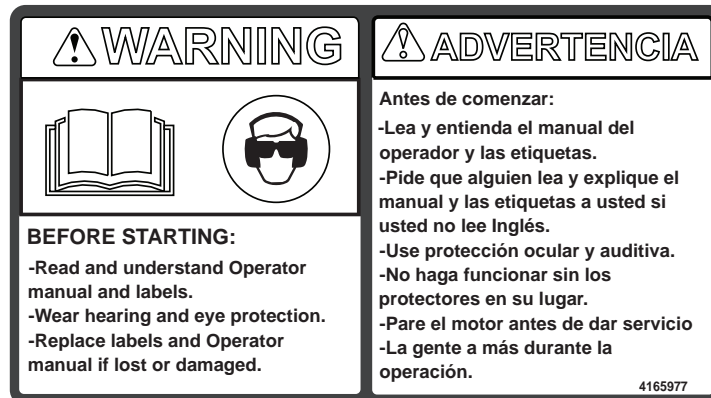 WARNING
BEFORE STARTING:
-Read and understand Operator
manual and labels.
-Wear hearing and eye protection.
-Replace labels and Operator
manual if lost or damaged.
ADVERTENCIA
Antes de comenzar:
-Lea y entienda el manual del
operador y las etiquetas.
-Pide que alguien lea y explique el
manual y las etiquetas a usted si
usted no lee Inglés.
-Use protección ocular y auditiva.
-No haga funcionar sin los
protectores en su lugar.
-Pare el motor antes de dar servicio
-La gente a más durante la
operación.
4165977